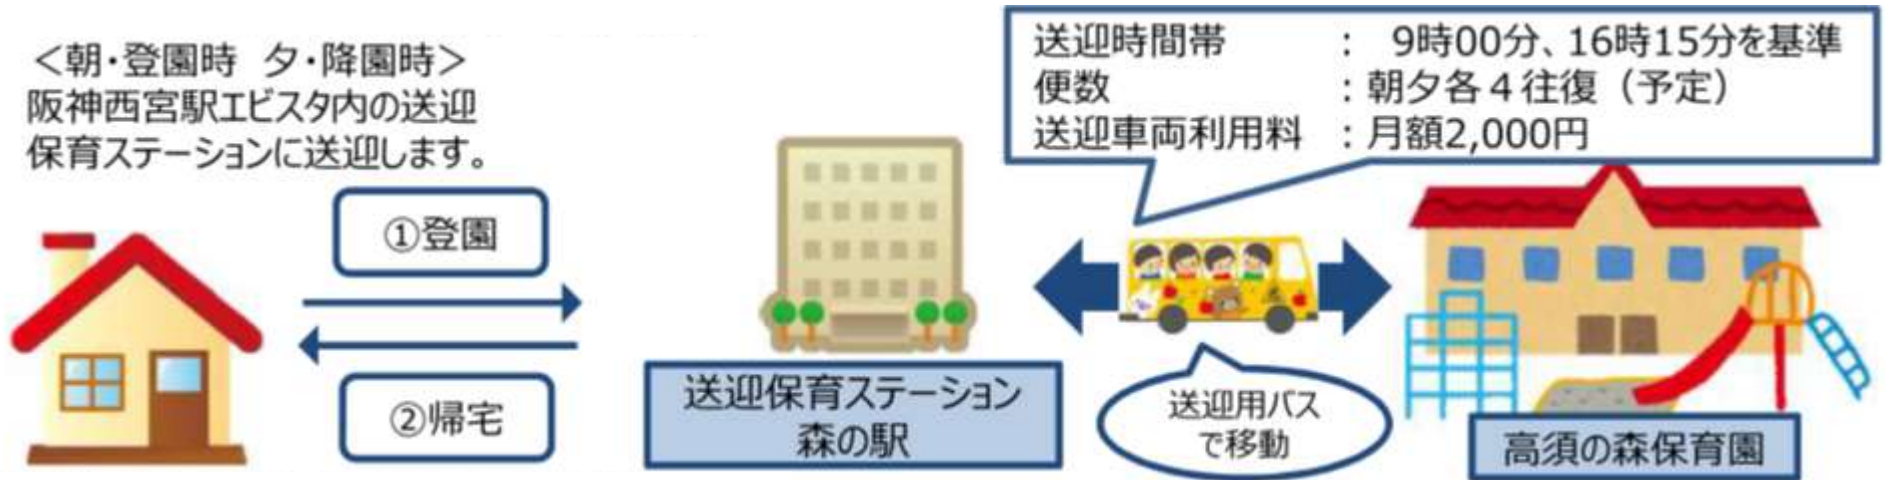 ＜朝・登園時 夕・降園時＞
阪神西宮駅エビスタ内の送迎
保育ステーションに送迎します。
送迎時間帯 ： 9時00分、16時15分を基準
便数 ：朝夕各４往復（予定）
送迎車両利用料 ：月額2,000円
①登園
②帰宅
送迎保育ステーション
森の駅
送迎用バス
で移動
高須の森保育園